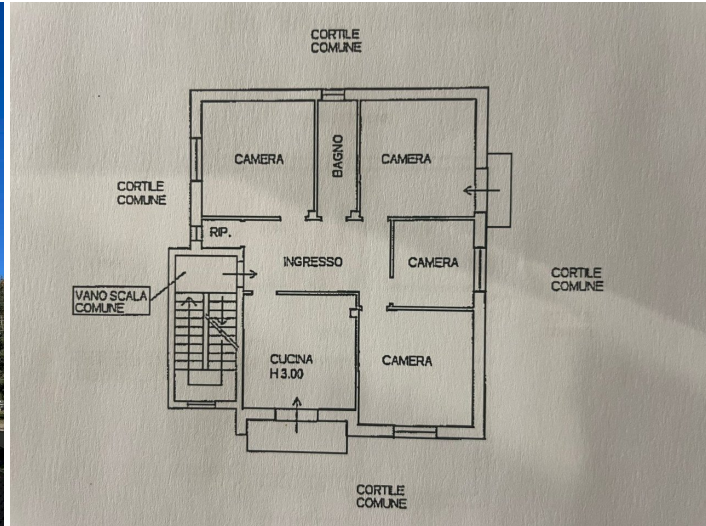 CORTILE
COMUNE
CAMERA
BAGNO
CAMERA
CORTILE
COMUNE
RIP.
INGRESSO
CAMERA
CORTILE
COMUNE
VANO SCALA
COMUNE
CUCINA
H 3.00
CAMERA
CORTILE
COMUNE